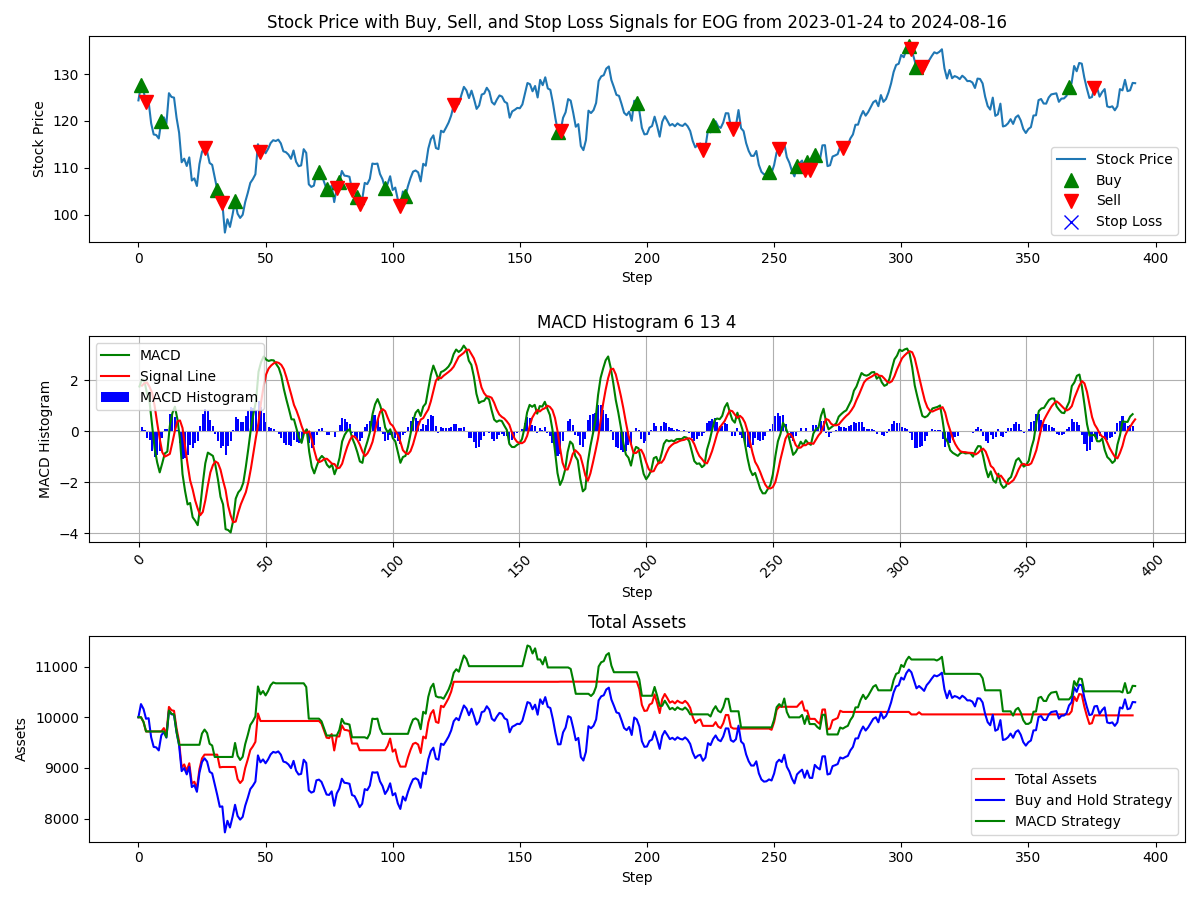 Stock Price with Buy, Sell, and Stop Loss Signals for EOG from 2023-01-24 to 2024-08-16
Stock Price
130
120
110
100
Stock Price
Buy
Sell
Stop Loss
0 50 100 150 200 250 300 350 400
Step
MACD Histogram 6 13 4
MACD Histogram
2
0
−2
−4
MACD
Signal Line
MACD Histogram
0 50 100 150 200 250 300 350 400
Step
Total Assets
Assets
11000
10000
9000
8000
Total Assets
Buy and Hold Strategy
MACD Strategy
0 50 100 150 200 250 300 350 400
Step